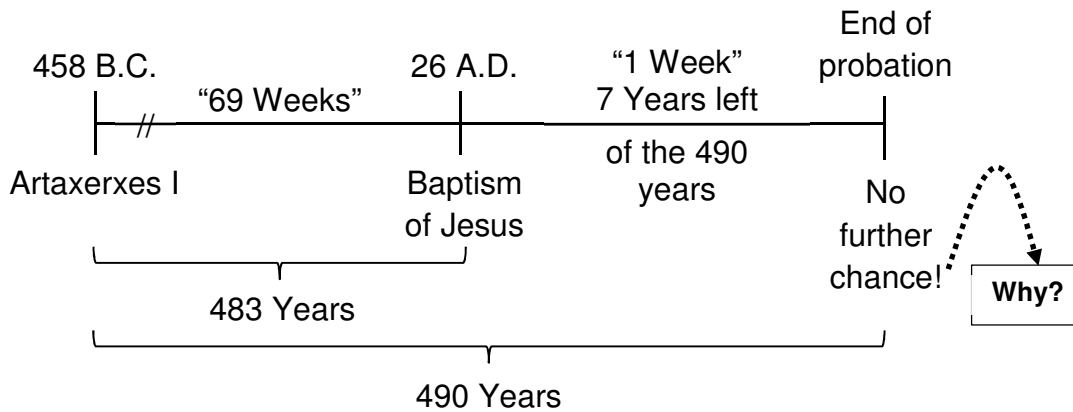 458 B.C.
26 A.D.
“1 Week”
End of
probation
“69 Weeks”
7 Years left
of the 490
years
Artaxerxes I
Baptism
of Jesus
No
further
chance!
Why?
483 Years
490 Years